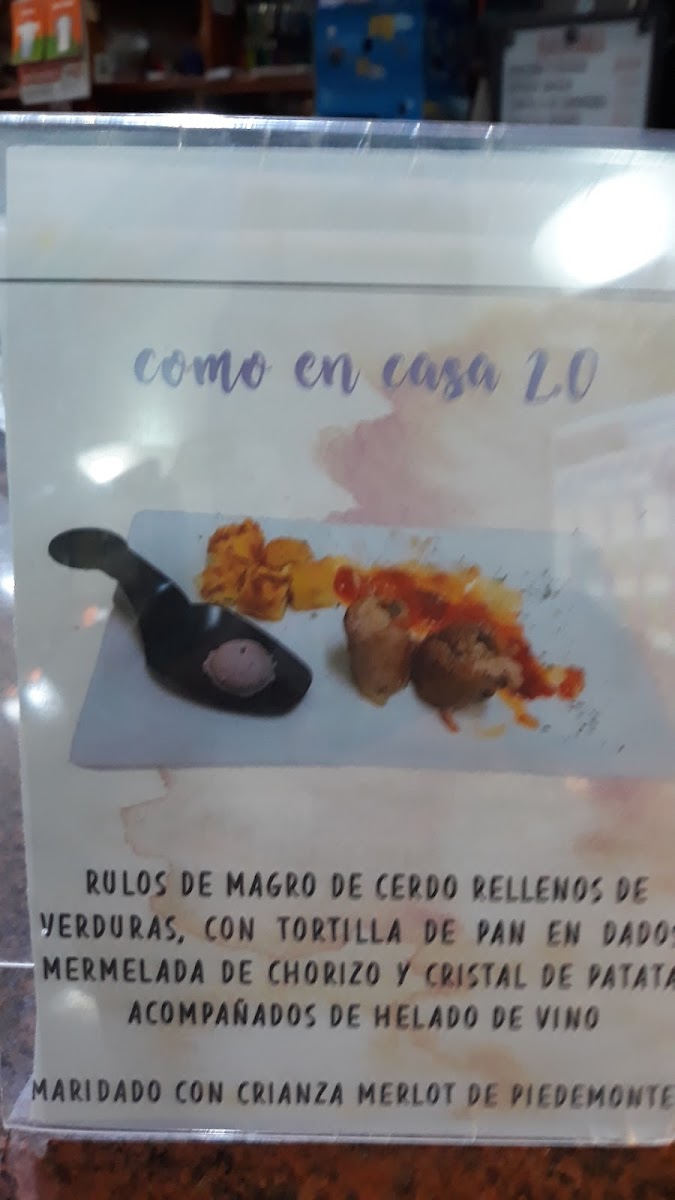 como en casa 2.0
RULOS DE MAGRO DE CERDO RELLENOS DE
VERDURAS, CON TORTILLA DE PAN EN DADOS
MERMELADA DE CHORIZO Y CRISTAL DE PATATA
ACOMPAÑADOS DE HELADO DE VINO
MARIDADO CON CRIANZA MERLOT DE PIEDEMONTE